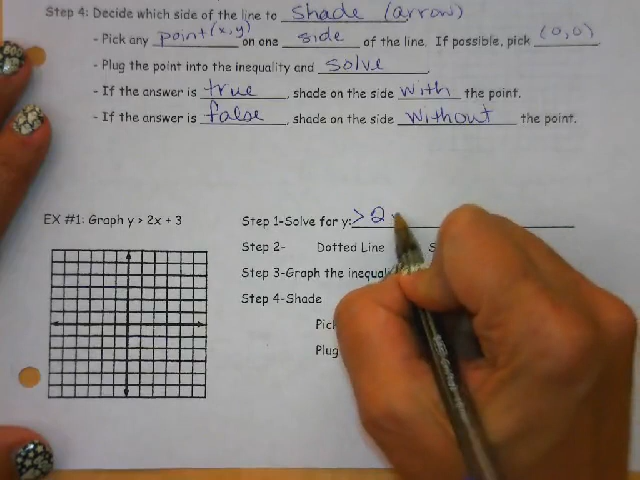 Step 4: Decide which side of the line to shade (arrow)
- Pick any point (x, y) on one side of the line. If possible, pick (0,0).
- Plug the point into the inequality and solve.
- If the answer is true, shade on the side with the point.
- If the answer is false, shade on the side without the point.
EX #1: Graph y > 2x + 3
Step 1-Solve for y: > 2
Step 2- Dotted Line
Step 3-Graph the
Step 4-Shade
Plug